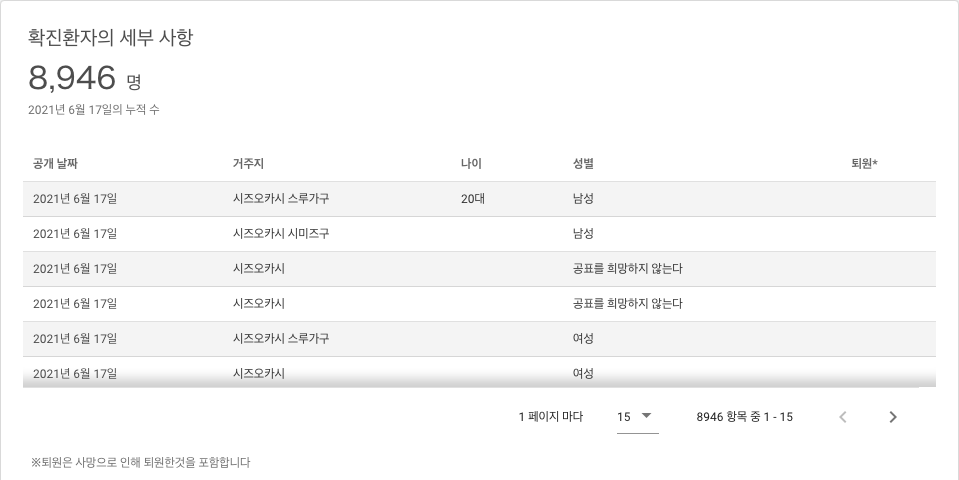 확진환자의 세부 사항
8,946 명
2021년 6월 17일의 누적 수
공개 날짜 거주지 나이 성별 퇴원*
2021년 6월 17일 시즈오카시 스루가구 20대 남성
2021년 6월 17일 시즈오카시 시미즈구 남성
2021년 6월 17일 시즈오카시 공표를 희망하지 않는다
2021년 6월 17일 시즈오카시 공표를 희망하지 않는다
2021년 6월 17일 시즈오카시 스루가구 여성
2021년 6월 17일 시즈오카시 여성
1 페이지 마다 15 8946 항목 중 1 - 15
※퇴원은 사망으로 인해 퇴원한것을 포함합니다